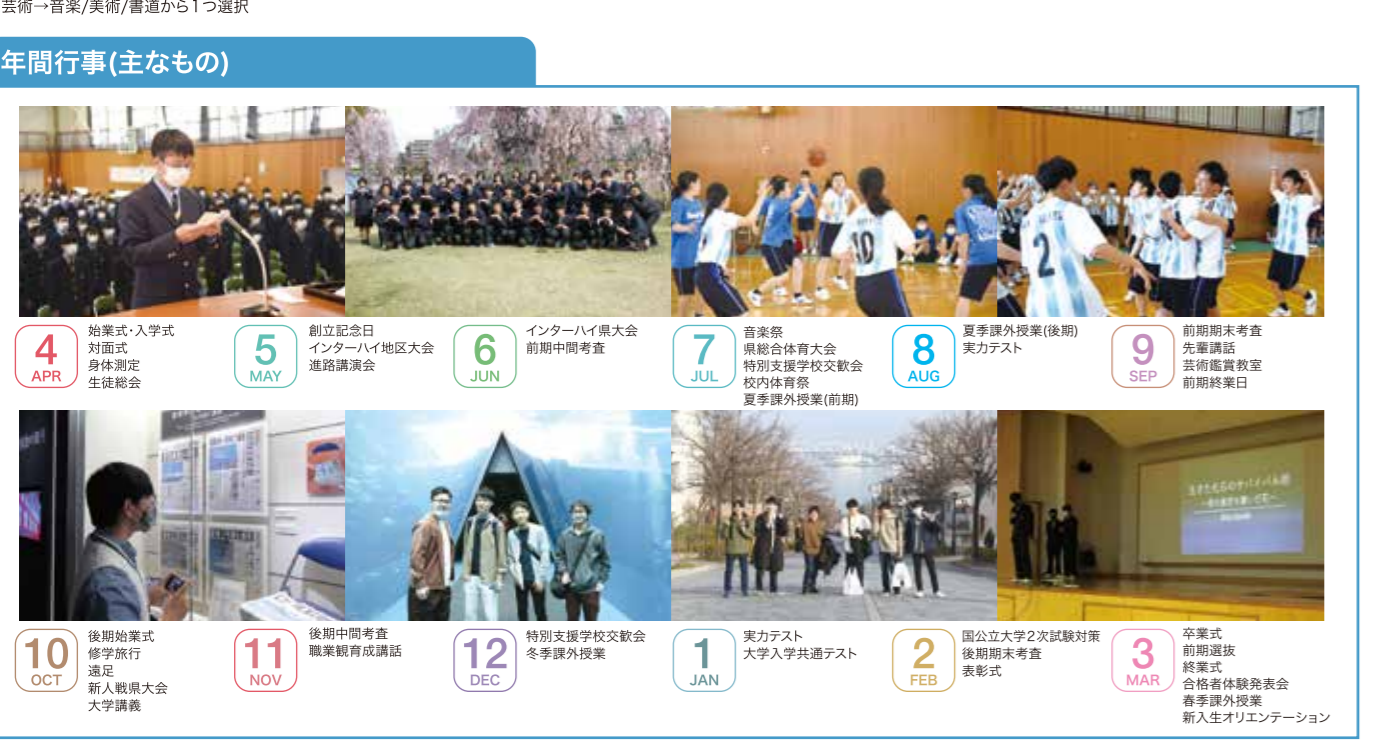 芸術→音楽/美術/書道から1つ選択
年間行事(主なもの)
10
2
4
APR
始業式・入学式
対面式
身体測定
生徒総会
5
MAY
創立記念日
インターハイ地区大会
進路講演会
6
JUN
インターハイ県大会
前期中間考査
7
JUL
音楽祭
県総合体育大会
特別支援学校交歓会
校内体育祭
夏季課外授業(前期)
8
AUG
夏季課外授業(後期)
実力テスト
9
SEP
前期期末考査
先輩講話
芸術鑑賞教室
前期終業日
10
OCT
後期始業式
修学旅行
遠足
新人戦県大会
大学講義
11
NOV
後期中間考査
職業観育成講話
12
DEC
特別支援学校交歓会
冬季課外授業
1
JAN
実力テスト
大学入学共通テスト
2
FEB
国公立大学2次試験対策
後期期末考査
表彰式
3
MAR
卒業式
前期選抜
終業式
合格者体験発表会
春季課外授業
新入生オリエンテーション